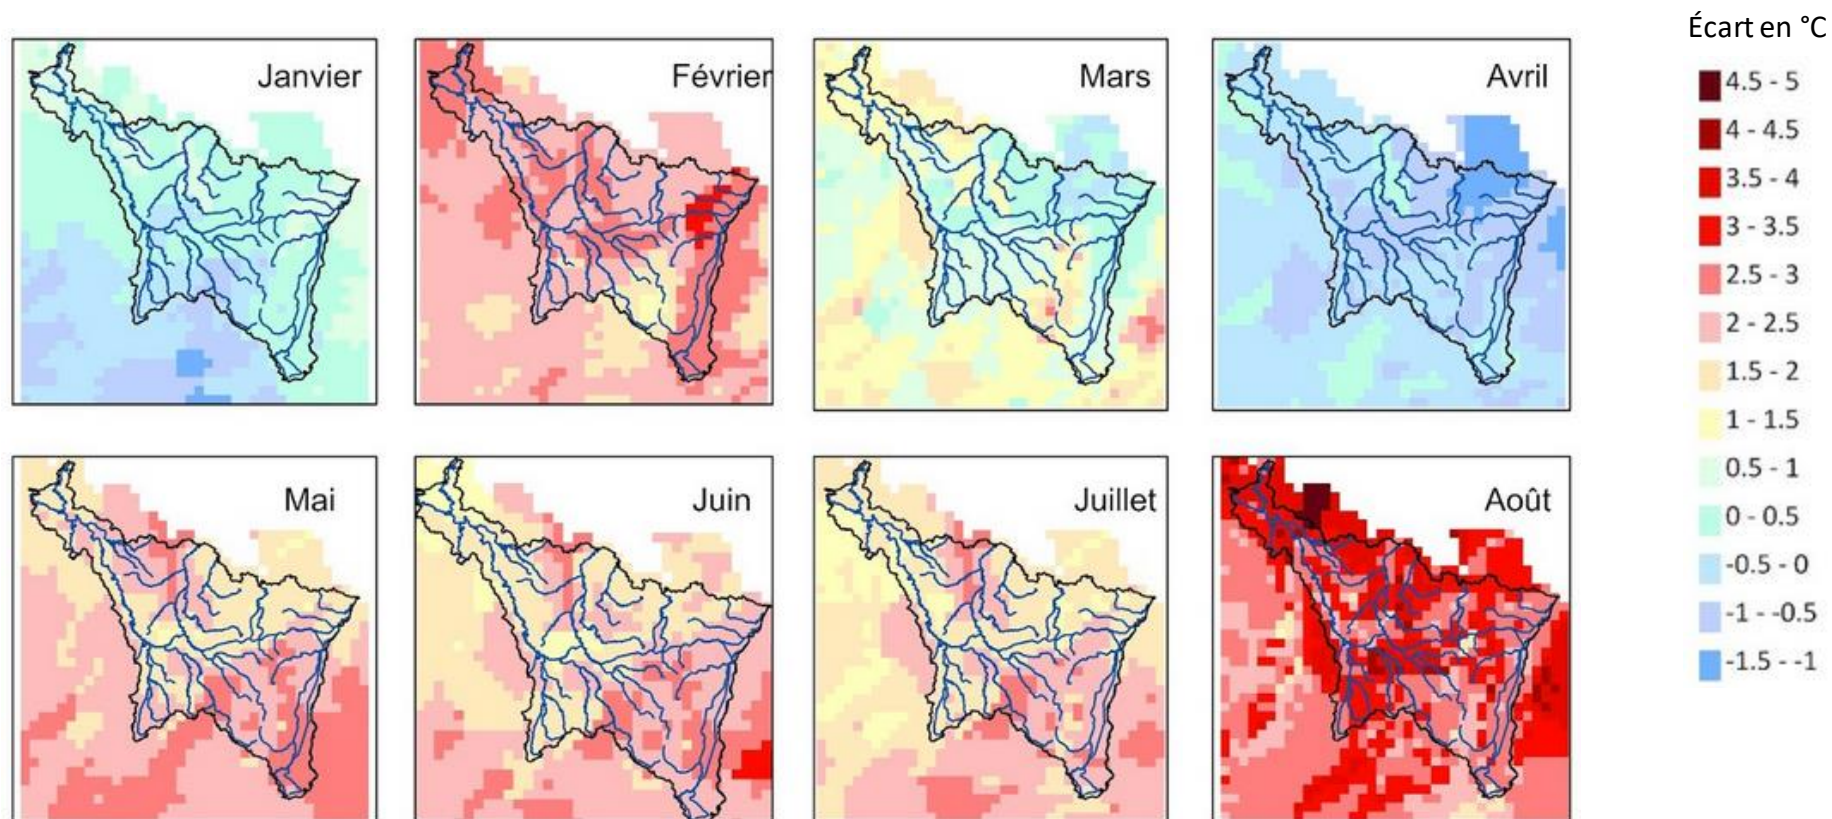 Écart en °C
Janvier
Février
Mars
Avril
4.5 - 5
4 - 4.5
3.5 - 4
3 - 3.5
2.5 - 3
2 - 2.5
1.5 - 2
1 - 1.5
0.5 - 1
0 - 0.5
-0.5 - 0
-1 - -0.5
-1.5 - -1
Mai
Juin
Juillet
Août